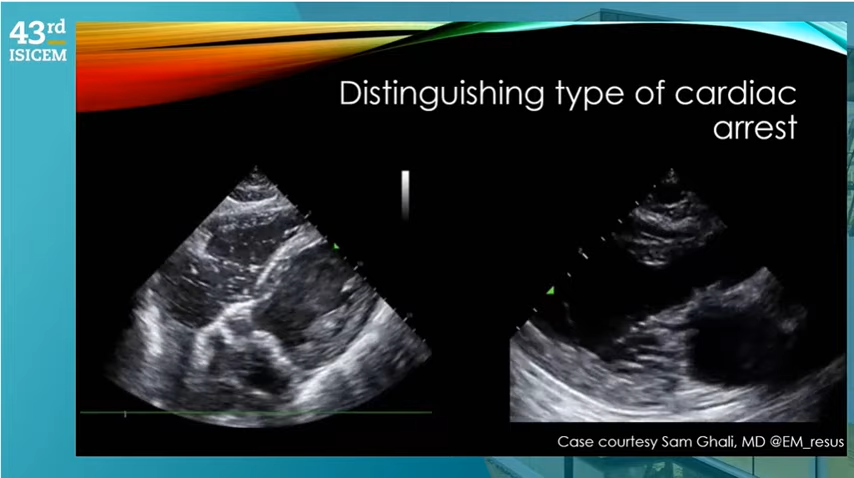 43rd
ISICEM
Distinguishing type of cardiac
arrest
Case courtesy Sam Ghali, MD @EM_resus